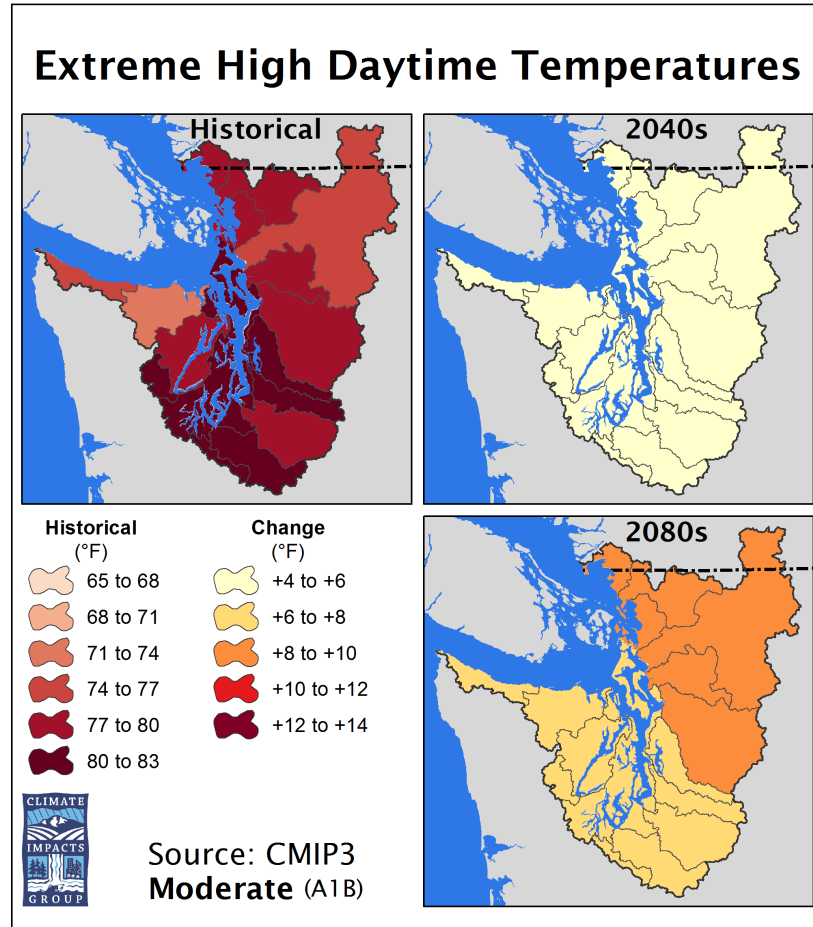 Extreme High Daytime Temperatures
Historical
2040s
Historical
(°F)
65 to 68
68 to 71
71 to 74
74 to 77
77 to 80
80 to 83
Change
(°F)
+4 to +6
+6 to +8
+8 to +10
+10 to +12
+12 to +14
2080s
CLIMATE
IMPACTS
GROUP
Source: CMIP3
Moderate (A1B)